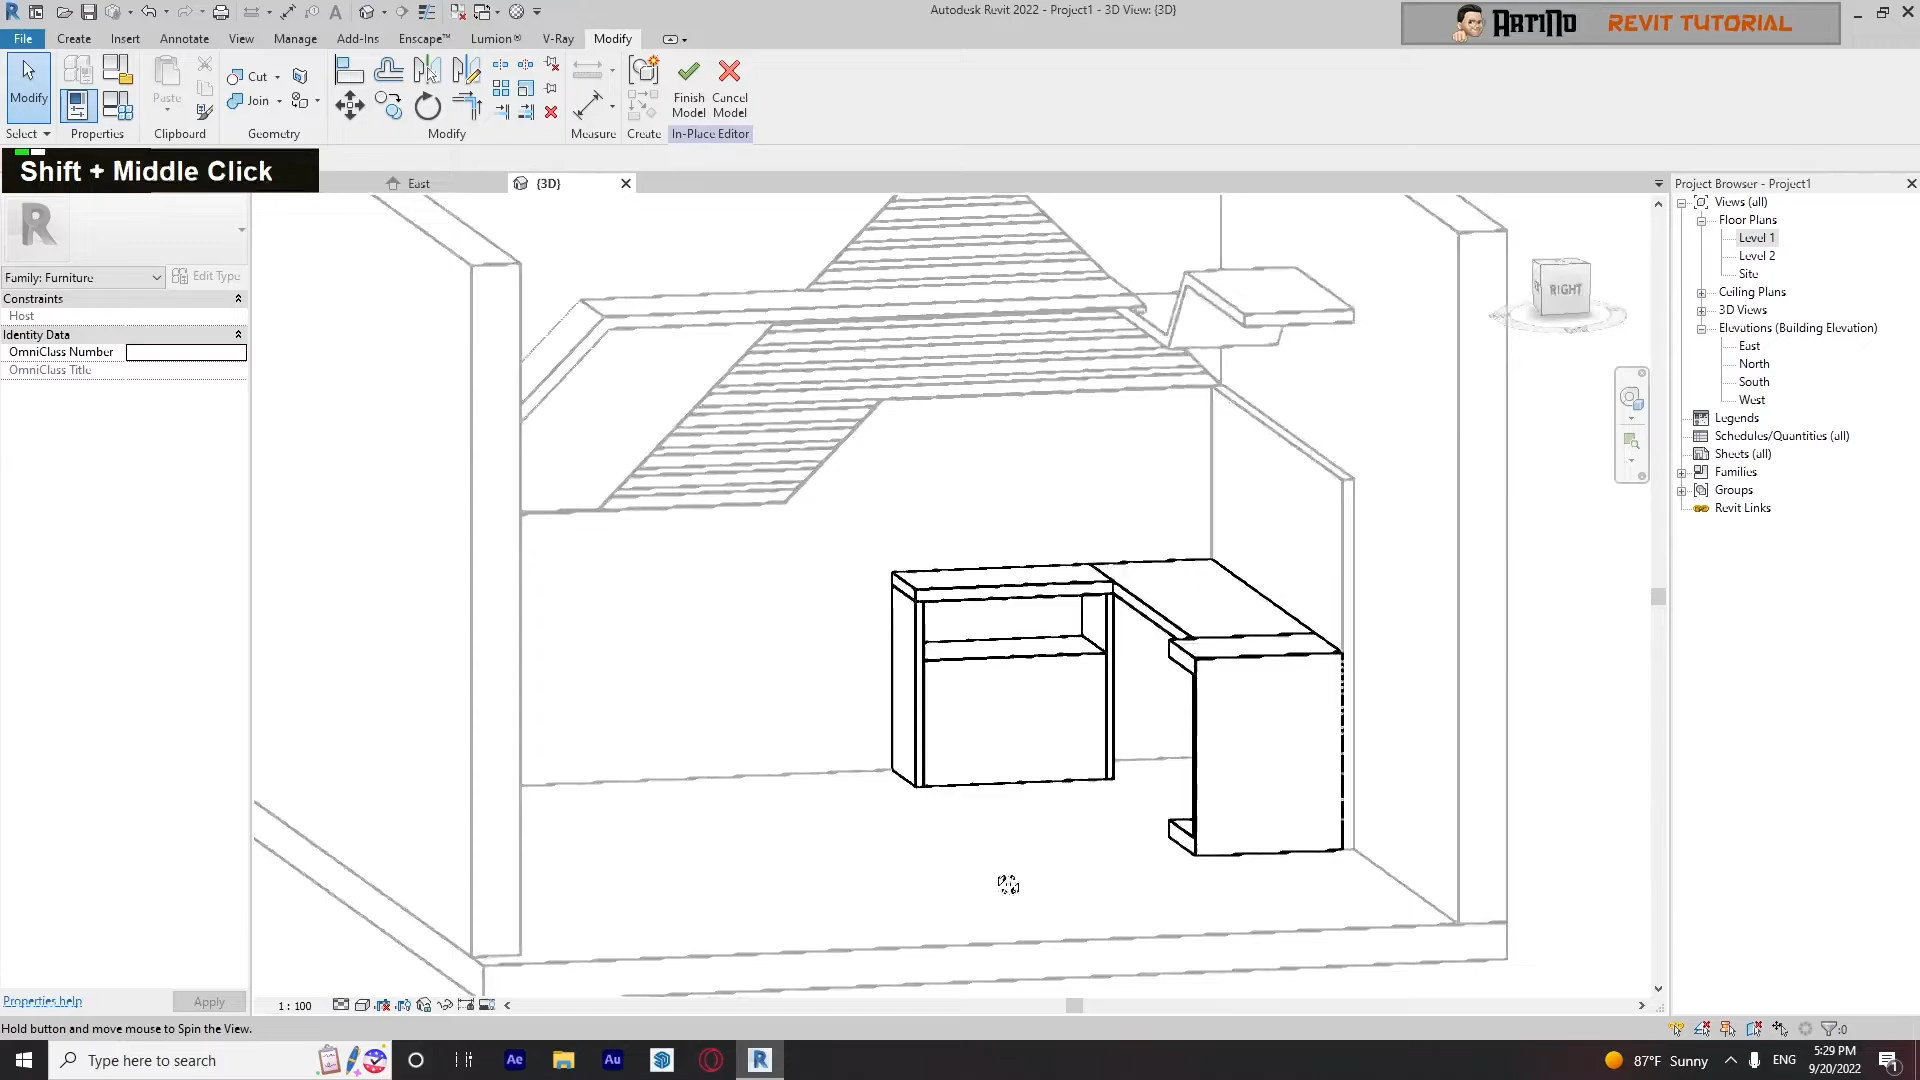 Autodesk Revit 2022 - Project1 - 3D View: {3D}
ARTINO REVIT TUTORIAL
File Create Insert Annotate View Manage Add-Ins Enscape™ Lumion® V-Ray Modify
Modify
Paste
Cut
Join
Finish Model
Cancel Model
Select Properties Clipboard Geometry Modify Measure Create In-Place Editor
Shift + Middle Click
East
{3D}
Project Browser - Project1
R
Family: Furniture
Edit Type
Constraints
Host
Identity Data
OmniClass Number
OmniClass Title
RIGHT
Views (all)
Floor Plans
Level 1
Level 2
Site
Ceiling Plans
3D Views
Elevations (Building Elevation)
East
North
South
West
Legends
Schedules/Quantities (all)
Sheets (all)
Families
Groups
Revit Links
Properties help
Apply
1 : 100
Hold button and move mouse to Spin the View.
:0
Type here to search
Ae
Au
R
87°F Sunny
ENG
5:29 PM
9/20/2022
1